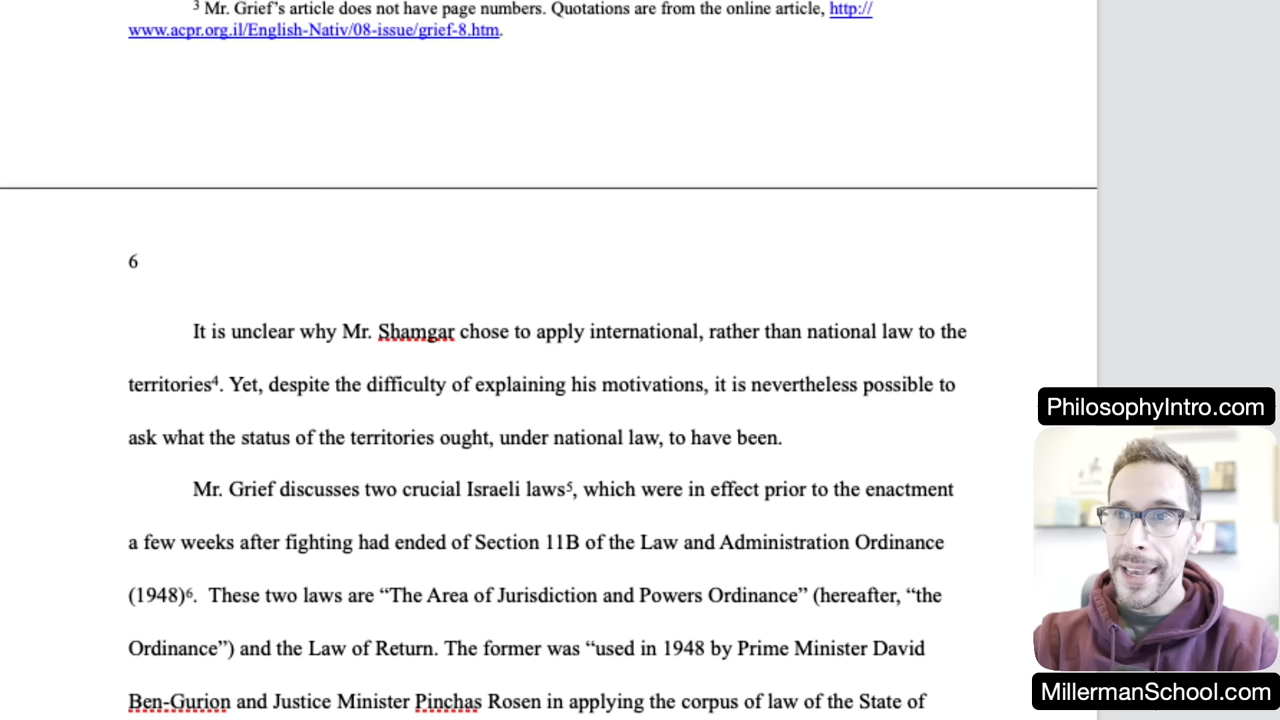 ³ Mr. Grief’s article does not have page numbers. Quotations are from the online article, http://
www.acpr.org.il/English-Nativ/08-issue/grief-8.htm.
6
It is unclear why Mr. Shamgar chose to apply international, rather than national law to the
territories⁴. Yet, despite the difficulty of explaining his motivations, it is nevertheless possible to
ask what the status of the territories ought, under national law, to have been.
Mr. Grief discusses two crucial Israeli laws⁵, which were in effect prior to the enactment
a few weeks after fighting had ended of Section 11B of the Law and Administration Ordinance
(1948)⁶.  These two laws are “The Area of Jurisdiction and Powers Ordinance” (hereafter, “the
Ordinance”) and the Law of Return. The former was “used in 1948 by Prime Minister David
Ben-Gurion and Justice Minister Pinchas Rosen in applying the corpus of law of the State of
PhilosophyIntro.com
MillermanSchool.com